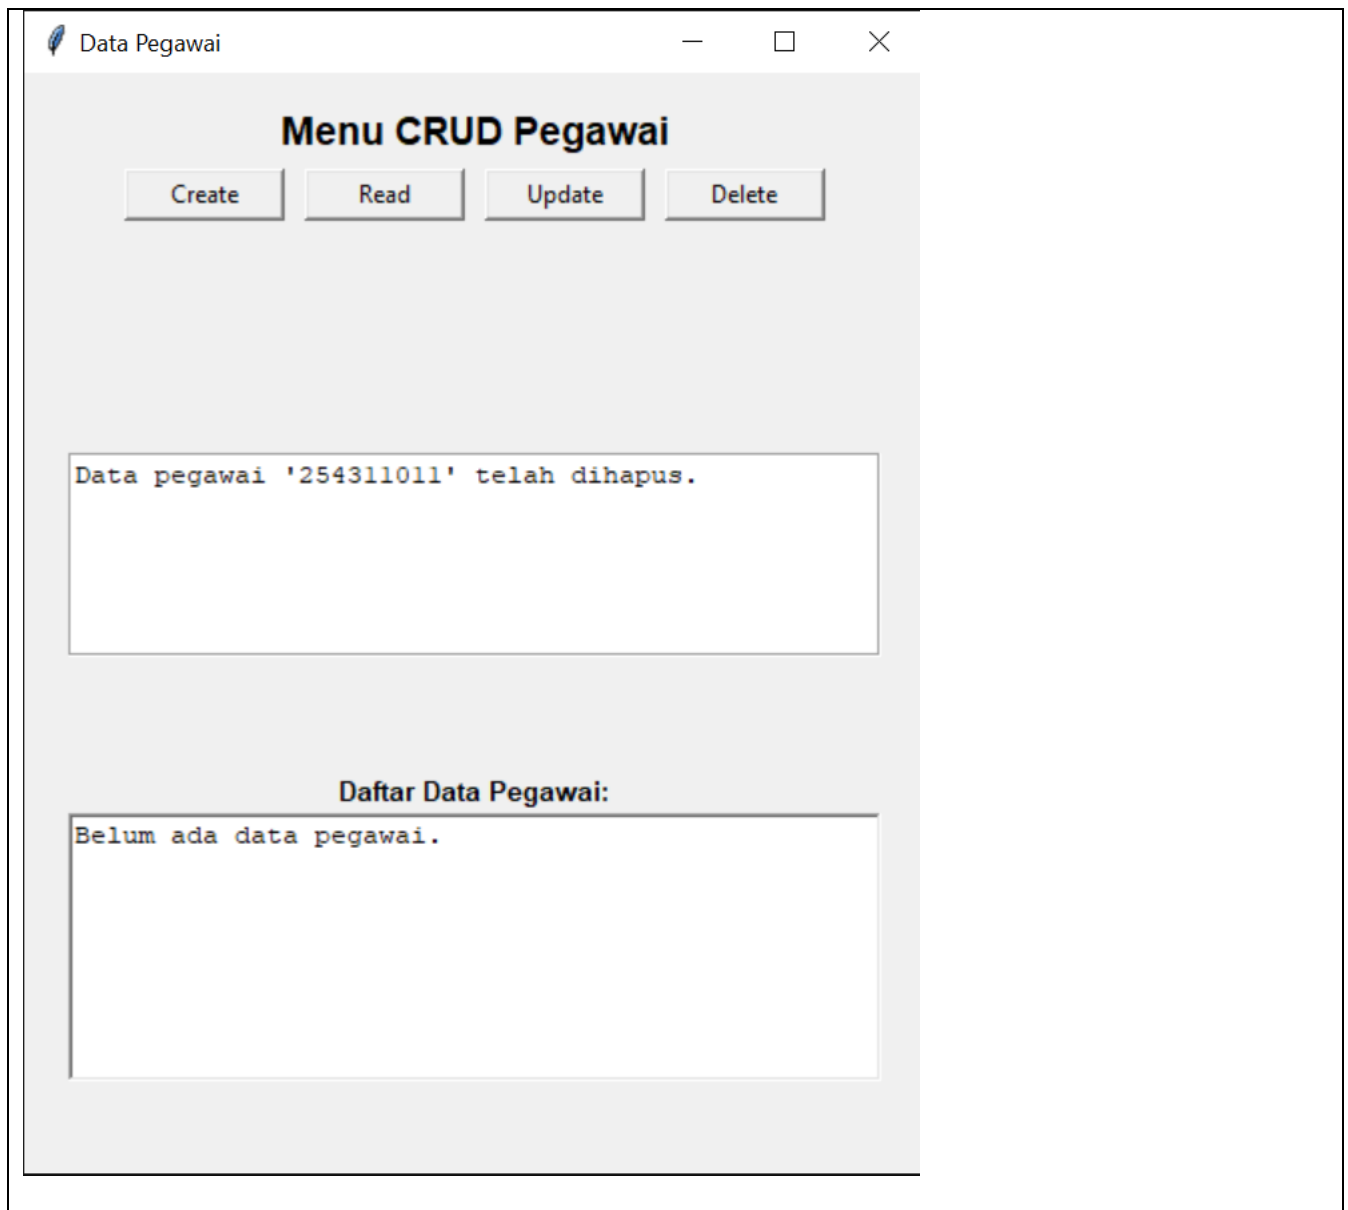 Data Pegawai
Menu CRUD Pegawai
Create Read Update Delete
Data pegawai '254311011' telah dihapus.
Daftar Data Pegawai:
Belum ada data pegawai.